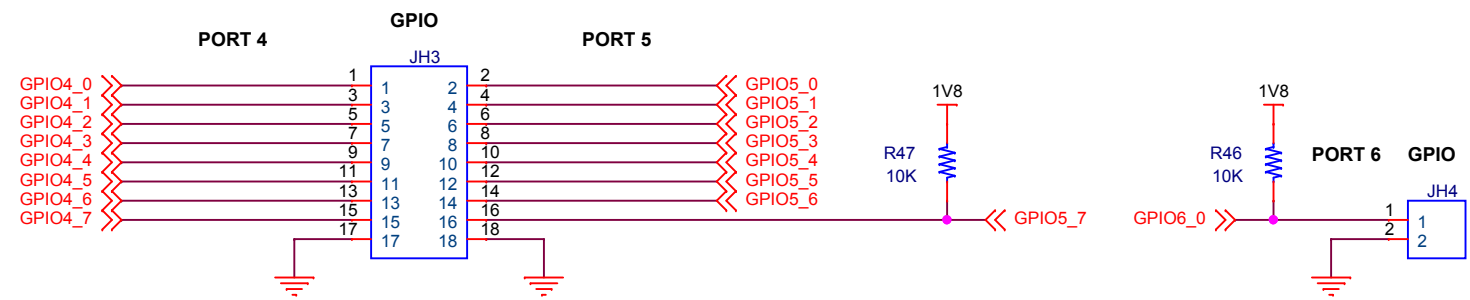 GPIO
PORT 4
PORT 5
JH3
GPIO4_0 1 1 2 2 GPIO5_0
GPIO4_1 3 3 4 4 GPIO5_1
GPIO4_2 5 5 6 6 GPIO5_2
GPIO4_3 7 7 8 8 GPIO5_3
GPIO4_4 9 9 10 10 GPIO5_4
GPIO4_5 11 11 12 12 GPIO5_5
GPIO4_6 13 13 14 14 GPIO5_6
GPIO4_7 15 15 16 16 GPIO5_7
17 17 18 18
1V8
R47
10K
1V8
R46
10K
PORT 6 GPIO
JH4
GPIO6_0 1 1
2 2